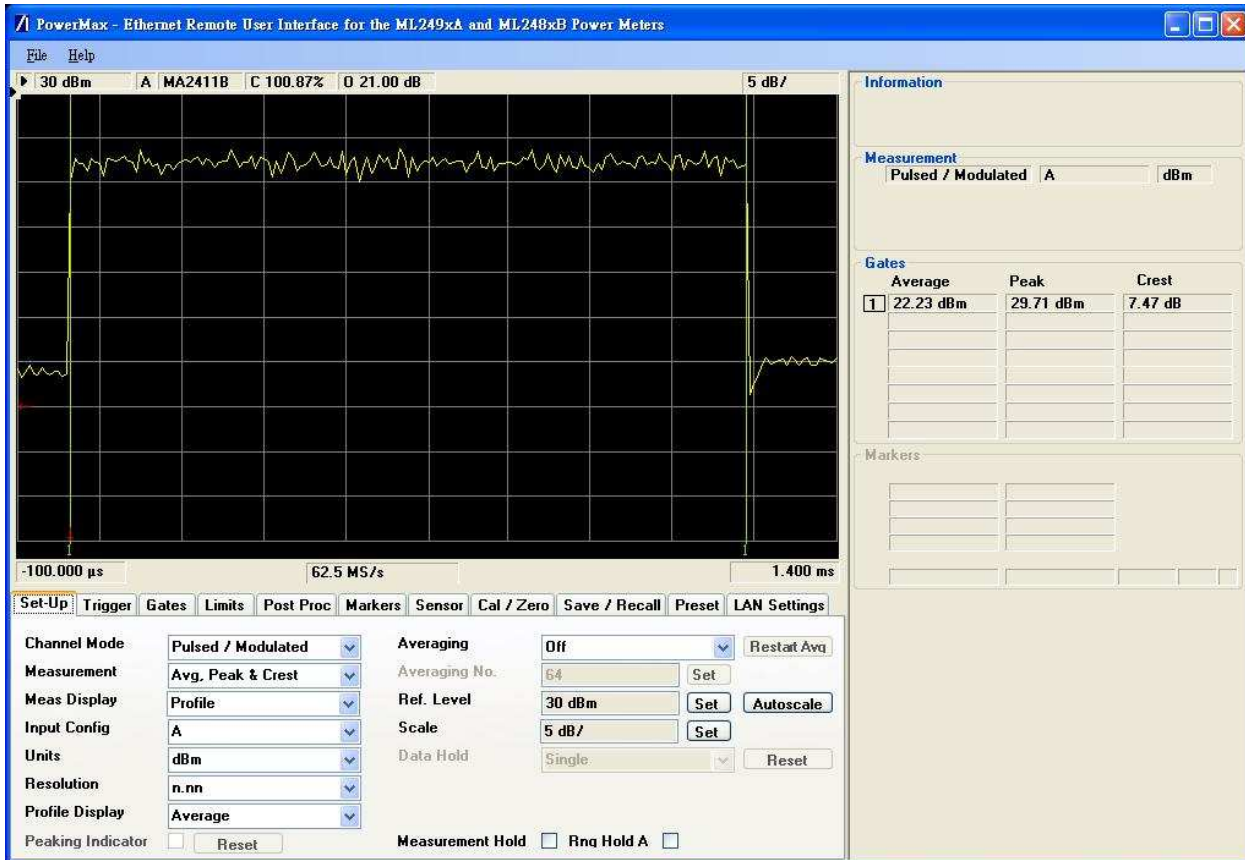 PowerMax - Ethernet Remote User Interface for the ML249xA and ML248xB Power Meters
File Help
30 dBm A MA2411B C 100.87% O 21.00 dB 5 dB/
1 1
-100.000 µs 62.5 MS/s 1.400 ms
Information
Measurement
Pulsed / Modulated A dBm
Gates
Average Peak Crest
1 22.23 dBm 29.71 dBm 7.47 dB
Markers
Set-Up Trigger Gates Limits Post Proc Markers Sensor Cal / Zero Save / Recall Preset LAN Settings
Channel Mode Pulsed / Modulated Averaging Off Restart Avg
Measurement Avg, Peak & Crest Averaging No. 64 Set
Meas Display Profile Ref. Level 30 dBm Set Autoscale
Input Config A Scale 5 dB/ Set
Units dBm Data Hold Single Reset
Resolution n.nn
Profile Display Average
Peaking Indicator Reset Measurement Hold Rng Hold A